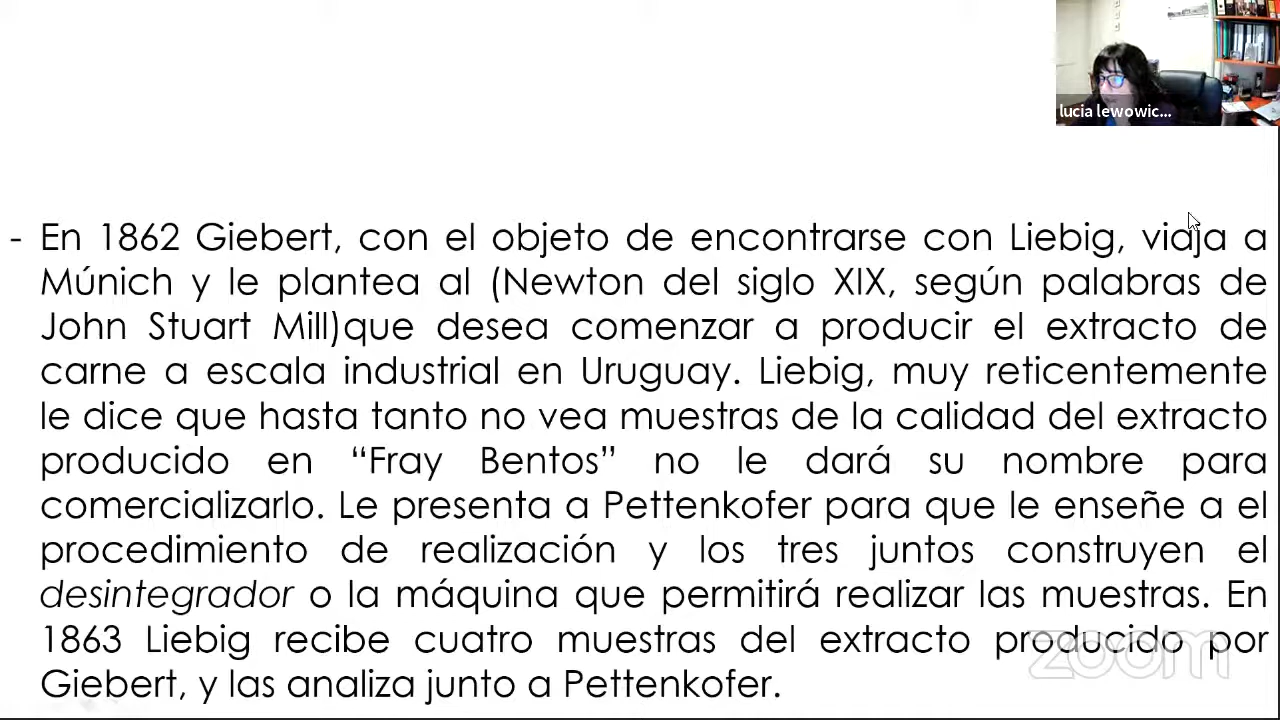 lucia lewowic...
- En 1862 Giebert, con el objeto de encontrarse con Liebig, viaja a
Múnich y le plantea al (Newton del siglo XIX, según palabras de
John Stuart Mill)que desea comenzar a producir el extracto de
carne a escala industrial en Uruguay. Liebig, muy reticentemente
le dice que hasta tanto no vea muestras de la calidad del extracto
producido en “Fray Bentos” no le dará su nombre para
comercializarlo. Le presenta a Pettenkofer para que le enseñe a el
procedimiento de realización y los tres juntos construyen el
desintegrador o la máquina que permitirá realizar las muestras. En
1863 Liebig recibe cuatro muestras del extracto producido por
Giebert, y las analiza junto a Pettenkofer.
zoom